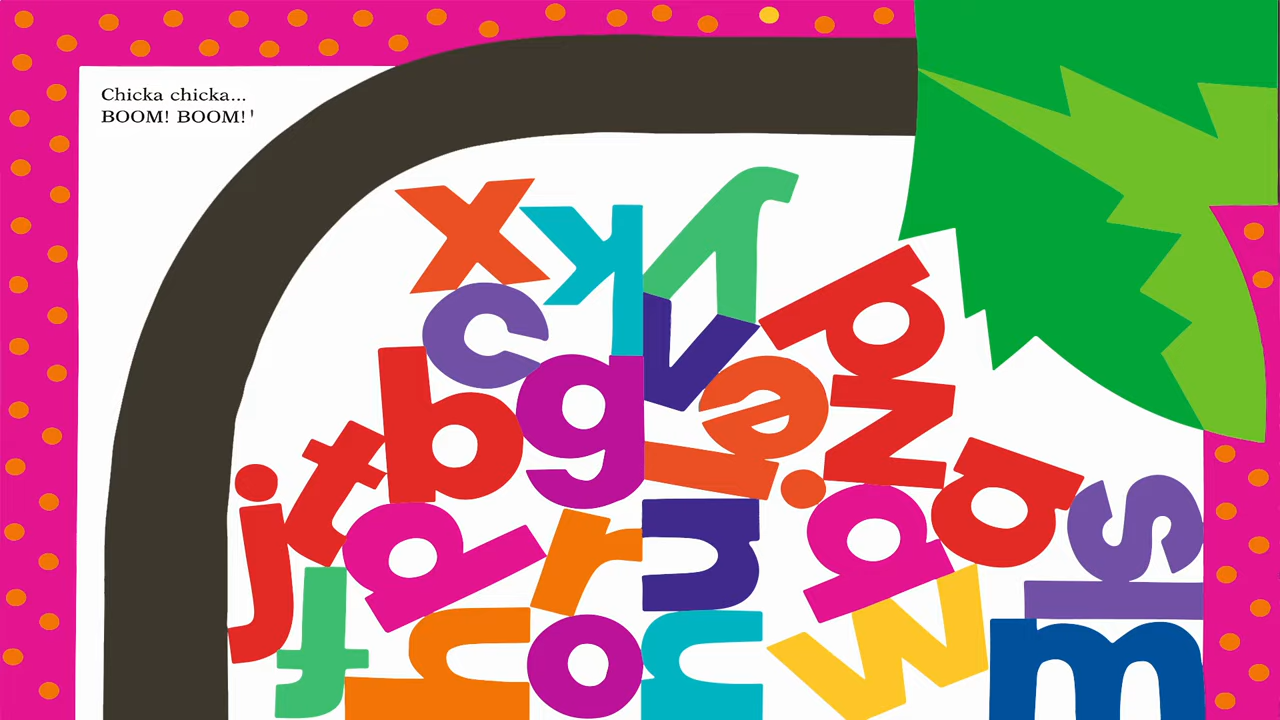 Chicka chicka...
BOOM! BOOM!'
x k y
c v q
b g e z
j t i a s
d r n d l
f h o u w m